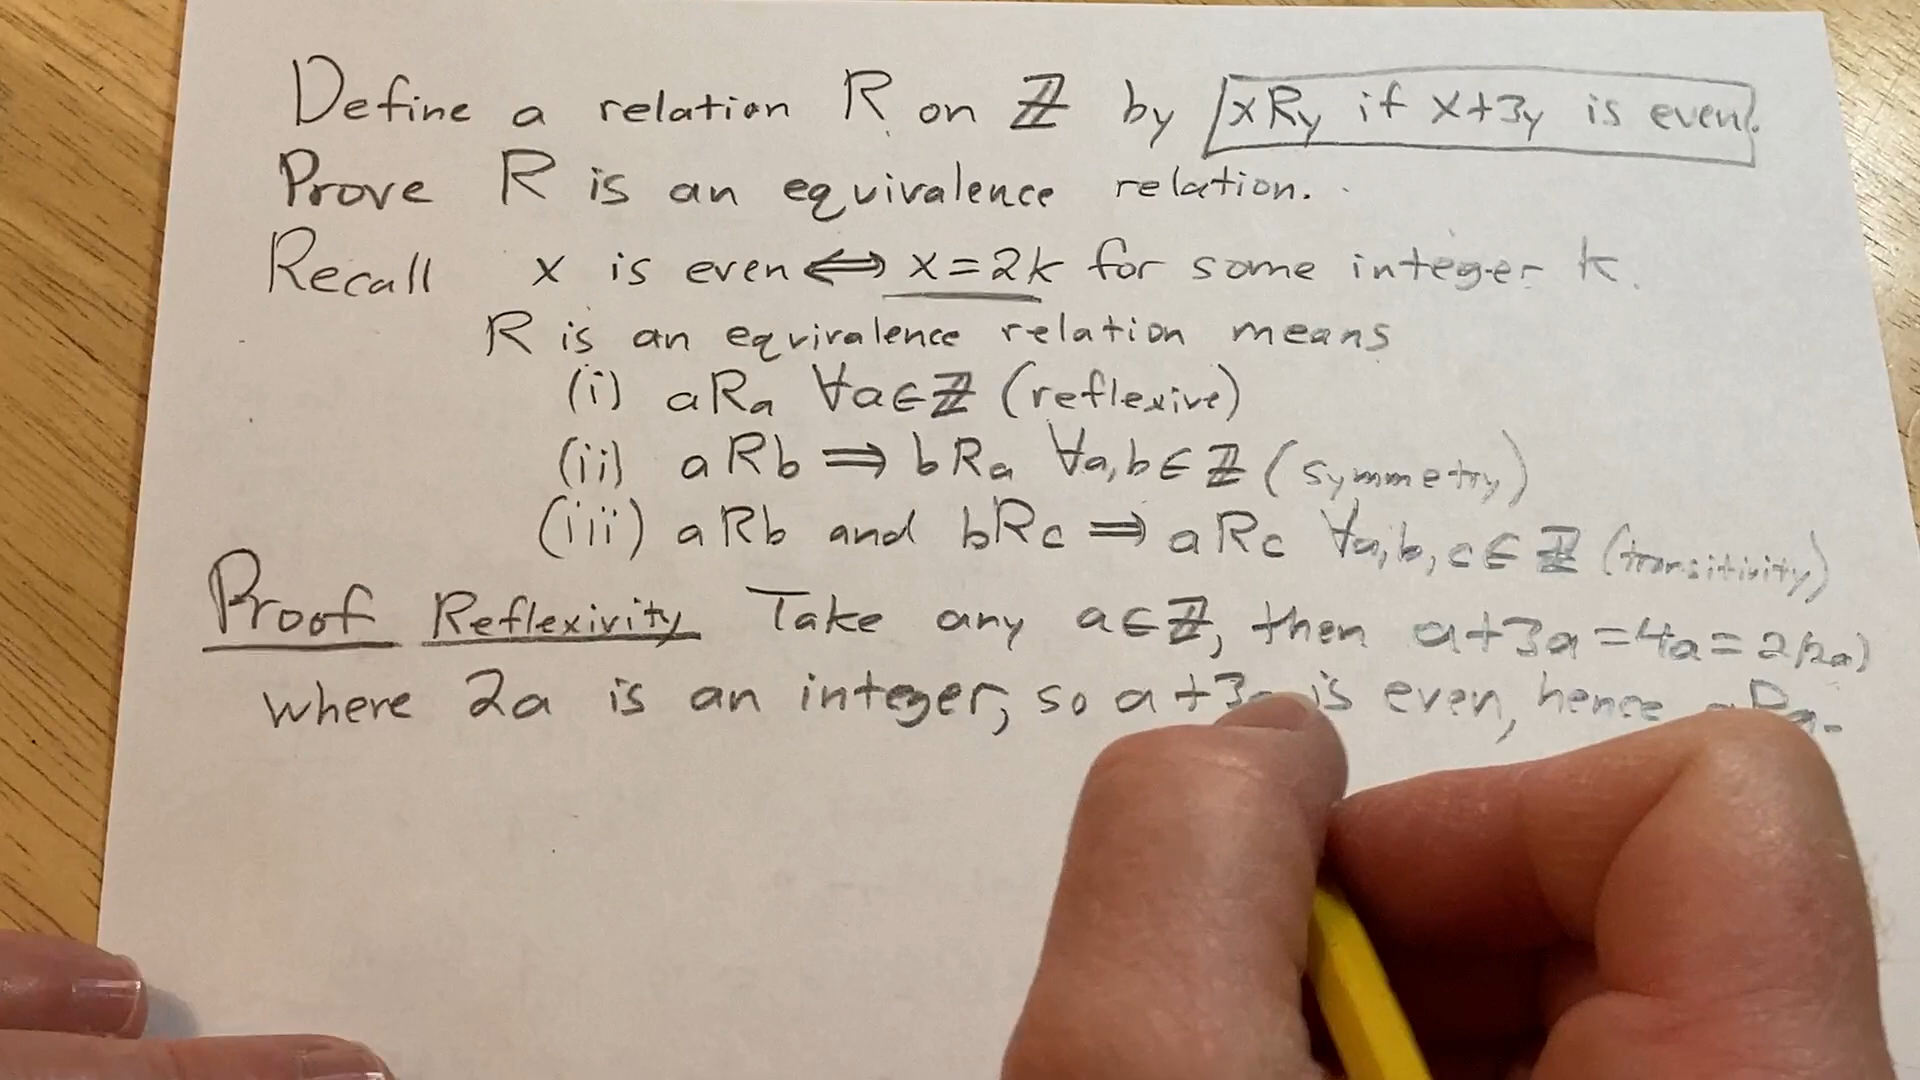 Define a relation R on ℤ by xRy if x+3y is even.
Prove R is an equivalence relation.
Recall x is even ⟺ x=2k for some integer k.
R is an equivalence relation means
(i) aRa ∀a∈ℤ (reflexive)
(ii) aRb ⟹ bRa ∀a,b∈ℤ (symmetry)
(iii) aRb and bRc ⟹ aRc ∀a,b,c∈ℤ (transitivity)
Proof Reflexivity Take any a∈ℤ, then a+3a=4a=2(2a)
where 2a is an integer, so a+3a is even, hence aRa.